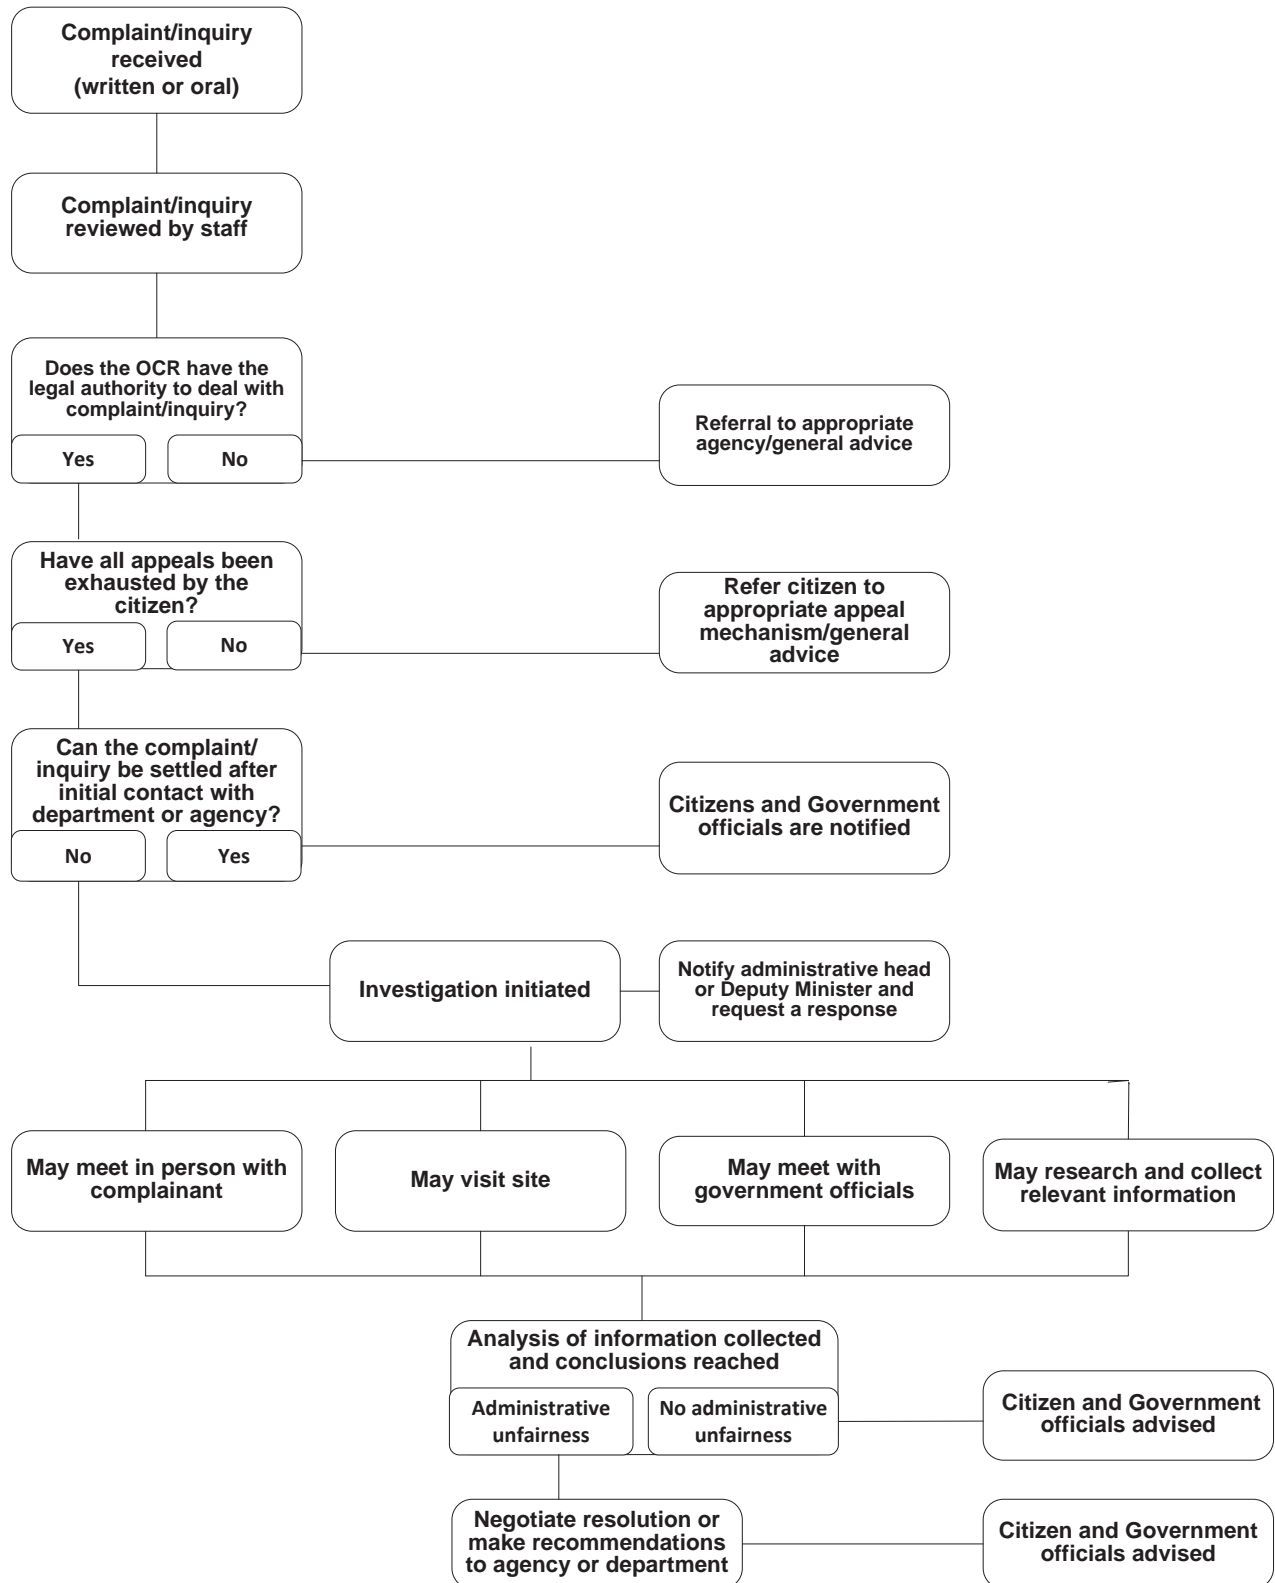 Complaint/inquiry
received
(written or oral)
Complaint/inquiry
reviewed by staff
Does the OCR have the
legal authority to deal with
complaint/inquiry?
Yes
No
Referral to appropriate
agency/general advice
Have all appeals been
exhausted by the
citizen?
Yes
No
Refer citizen to
appropriate appeal
mechanism/general
advice
Can the complaint/
inquiry be settled after
initial contact with
department or agency?
No
Yes
Citizens and Government
officials are notified
Investigation initiated
Notify administrative head
or Deputy Minister and
request a response
May meet in person with
complainant
May visit site
May meet with
government officials
May research and collect
relevant information
Analysis of information collected
and conclusions reached
Administrative
unfairness
No administrative
unfairness
Citizen and Government
officials advised
Negotiate resolution or
make recommendations
to agency or department
Citizen and Government
officials advised